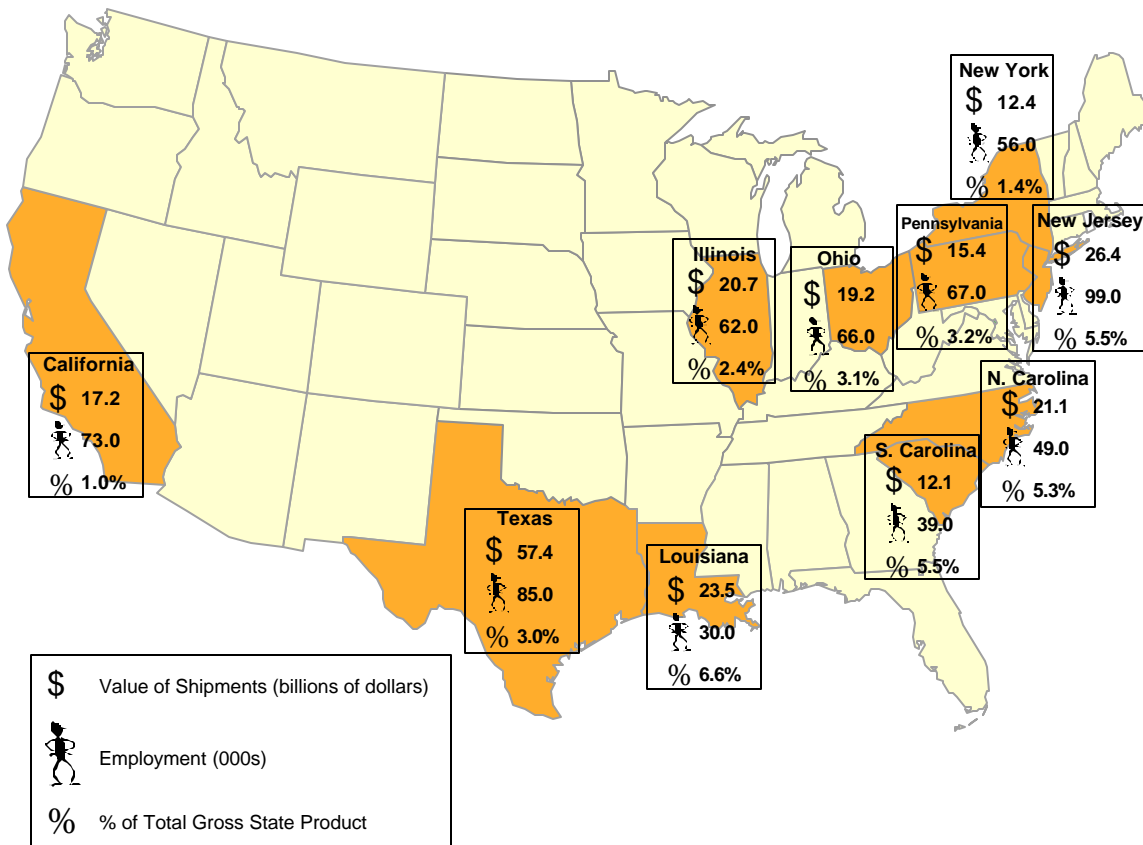 New York
$ 12.4
56.0
% 1.4%
Pennsylvania
$ 15.4
67.0
% 3.2%
New Jersey
$ 26.4
99.0
% 5.5%
Illinois
$ 20.7
62.0
% 2.4%
Ohio
$ 19.2
66.0
% 3.1%
California
$ 17.2
73.0
% 1.0%
N. Carolina
$ 21.1
49.0
% 5.3%
S. Carolina
$ 12.1
39.0
% 5.5%
Texas
$ 57.4
85.0
% 3.0%
Louisiana
$ 23.5
30.0
% 6.6%
$ Value of Shipments (billions of dollars)
Employment (000s)
% % of Total Gross State Product